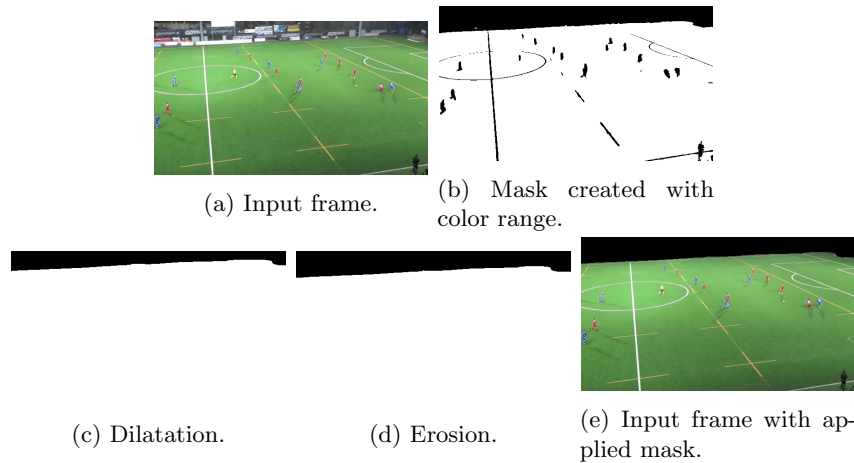 (a) Input frame.
(b) Mask created with
color range.
(c) Dilatation.
(d) Erosion.
(e) Input frame with ap-
plied mask.